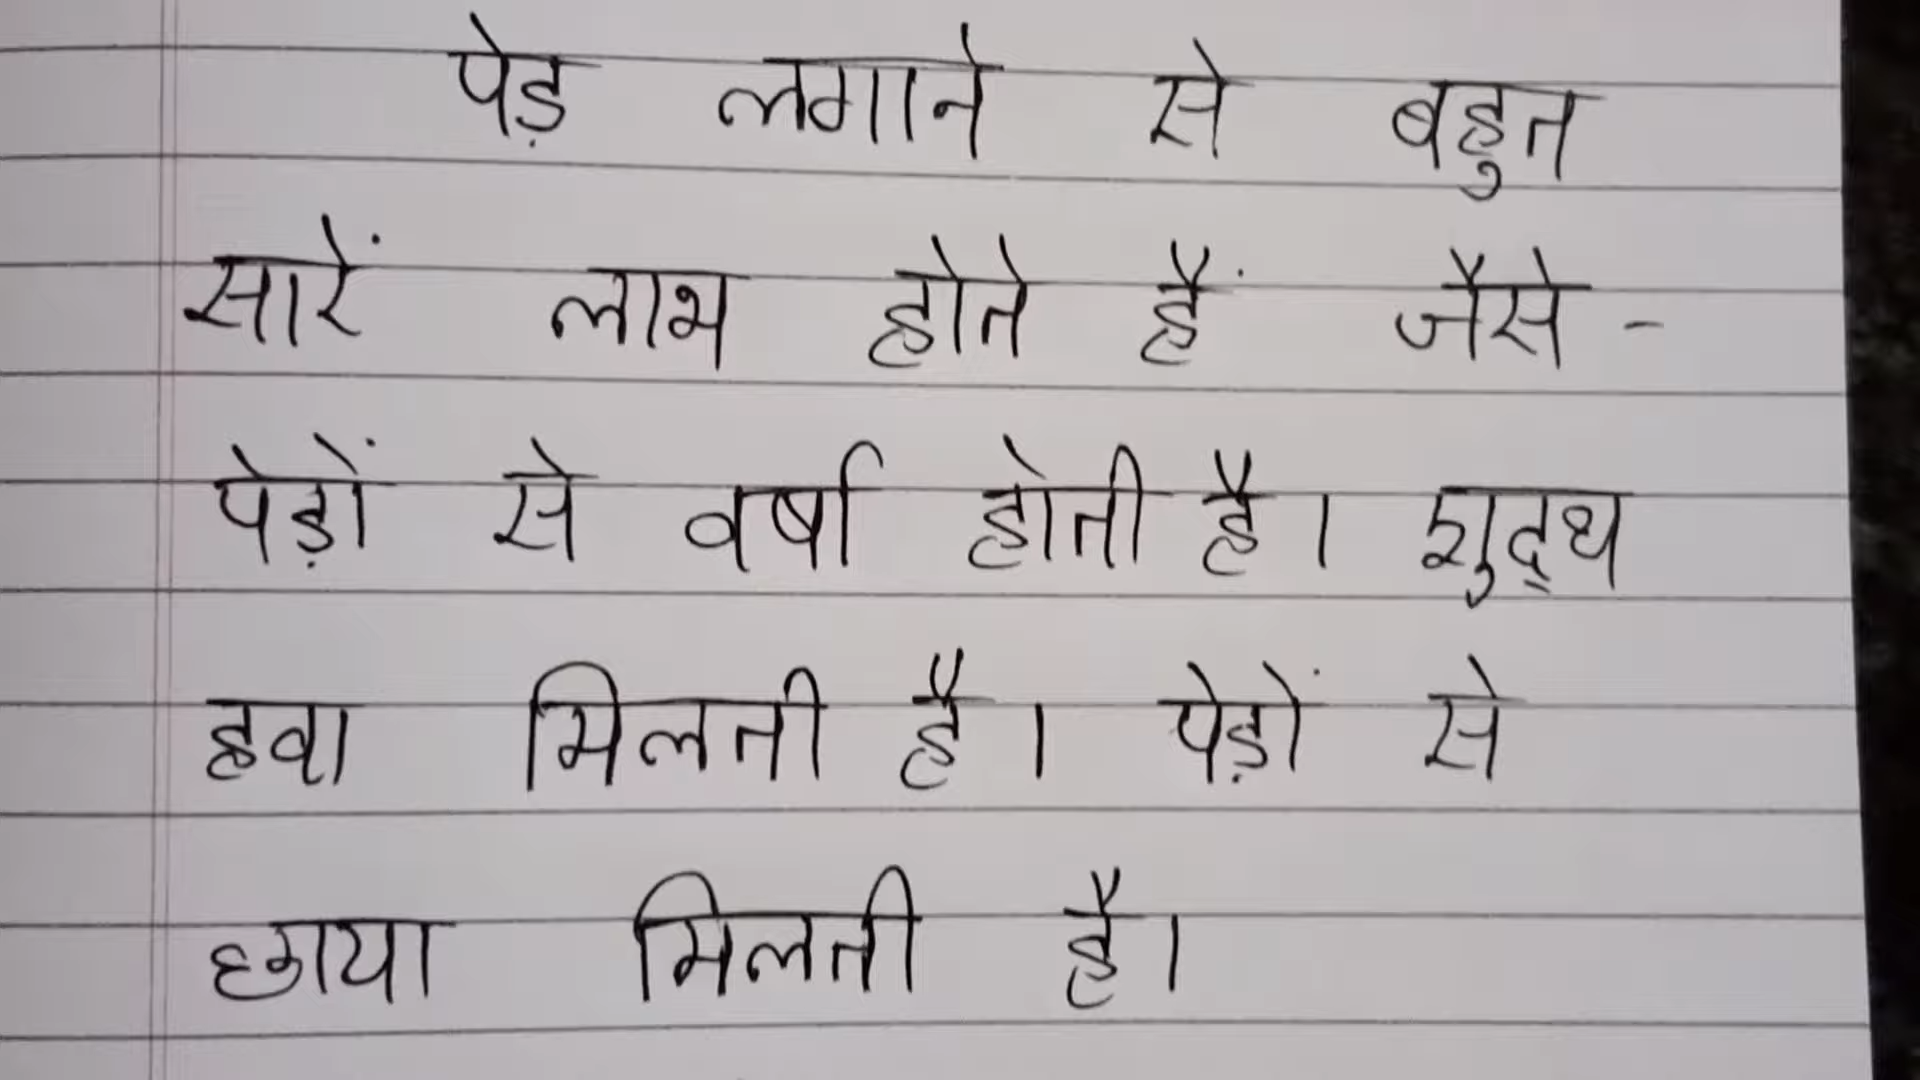 पेड़ लगाने से बहुत
सारें लाभ होते हैं जैसे -
पेड़ों से वर्षा होती है। शुद्ध
हवा मिलती है। पेड़ों से
छाया मिलती है।